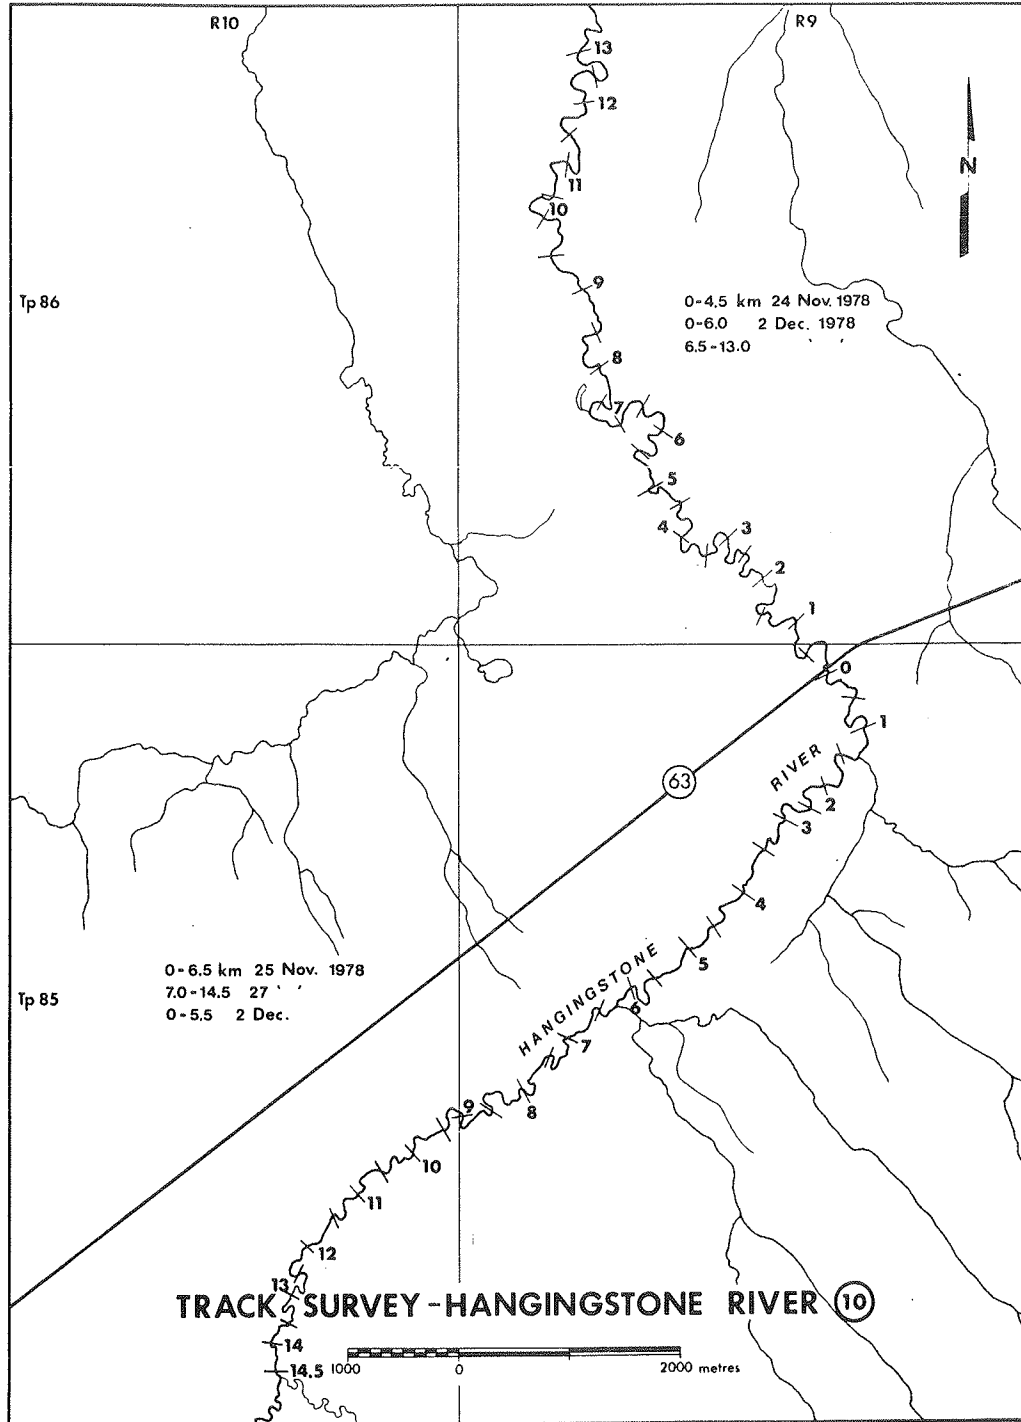 R10
R9
13
12
11
10
9
8
7
6
5
4
3
2
1
0
N
Tp 86
0-4.5 km 24 Nov. 1978
0-6.0 2 Dec. 1978
6.5-13.0 ' '
1
2
3
4
5
6
7
8
9
10
11
12
13
14
14.5
63
HANGINGSTONE RIVER
Tp 85
0-6.5 km 25 Nov. 1978
7.0-14.5 27 ' '
0-5.5 2 Dec.
TRACK SURVEY-HANGINGSTONE RIVER 10
1000 0 2000 metres